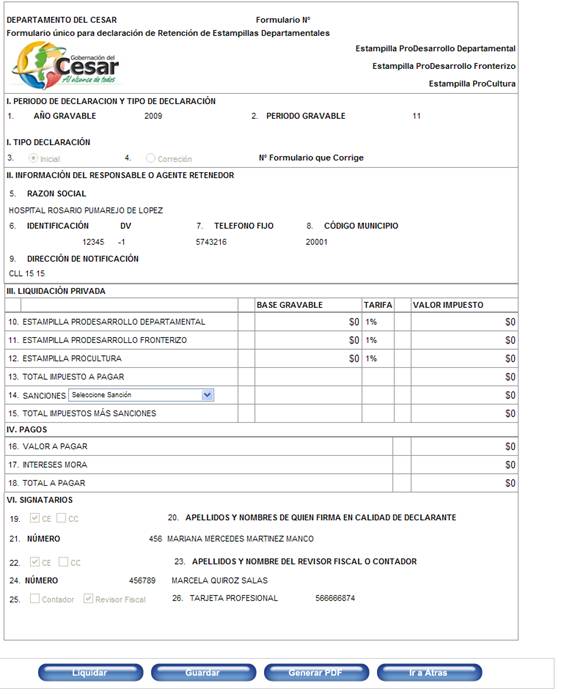 DEPARTAMENTO DEL CESAR Formulario Nº
Formulario único para declaración de Retención de Estampillas Departamentales
Gobernación del
Cesar
Al alcance de todos
Estampilla ProDesarrollo Departamental
Estampilla ProDesarrollo Fronterizo
Estampilla ProCultura
I. PERIODO DE DECLARACION Y TIPO DE DECLARACIÓN
1. AÑO GRAVABLE 2009 2. PERIODO GRAVABLE 11
I. TIPO DECLARACIÓN
3. Inicial 4. Correción Nº Formulario que Corrige
II. INFORMACIÓN DEL RESPONSABLE O AGENTE RETENEDOR
5. RAZON SOCIAL
HOSPITAL ROSARIO PUMAREJO DE LOPEZ
6. IDENTIFICACIÓN DV 7. TELEFONO FIJO 8. CÓDIGO MUNICIPIO
12345 -1 5743216 20001
9. DIRECCIÓN DE NOTIFICACIÓN
CLL 15 15
III. LIQUIDACIÓN PRIVADA
BASE GRAVABLE TARIFA VALOR IMPUESTO
10. ESTAMPILLA PRODESARROLLO DEPARTAMENTAL $0 1% $0
11. ESTAMPILLA PRODESARROLLO FRONTERIZO $0 1% $0
12. ESTAMPILLA PROCULTURA $0 1% $0
13. TOTAL IMPUESTO A PAGAR $0
14. SANCIONES Seleccione Sanción $0
15. TOTAL IMPUESTOS MÁS SANCIONES $0
IV. PAGOS
16. VALOR A PAGAR $0
17. INTERESES MORA $0
18. TOTAL A PAGAR $0
VI. SIGNATARIOS
19. CE CC 20. APELLIDOS Y NOMBRES DE QUIEN FIRMA EN CALIDAD DE DECLARANTE
21. NÚMERO 456 MARIANA MERCEDES MARTINEZ MANCO
22. CE CC 23. APELLIDOS Y NOMBRE DEL REVISOR FISCAL O CONTADOR
24. NÚMERO 456789 MARCELA QUIROZ SALAS
25. Contador Revisor Fiscal 26. TARJETA PROFESIONAL 566666874
Liquidar Guardar Generar PDF Ir a Atras